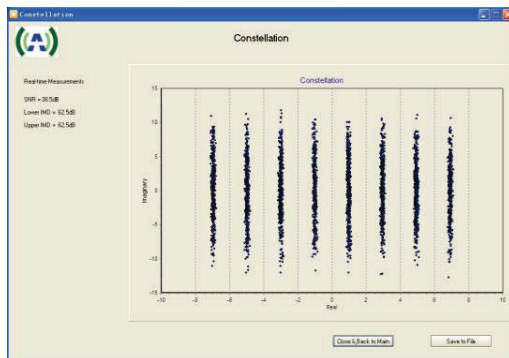 Constellation
Constellation
Real-time Measurements
SNR = 38.5dB
Lower IMD = 62.5dB
Upper IMD = 62.5dB
Constellation
15
10
5
0
-5
-10
-15
Imaginary
-10
-8
-6
-4
-2
0
2
4
6
8
10
Real
Close & Back to Main
Save to File